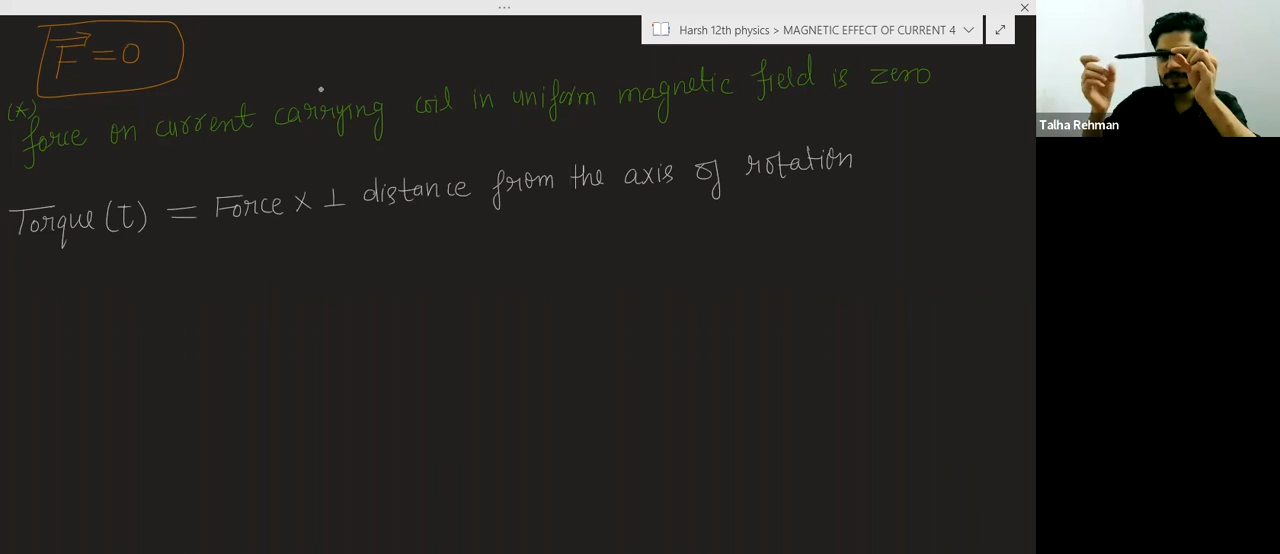 ...
Harsh 12th physics > MAGNETIC EFFECT OF CURRENT 4
F = 0
(*)
force on current carrying coil in uniform magnetic field is zero
Torque (τ) = Force × ⊥ distance from the axis of rotation
Talha Rehman